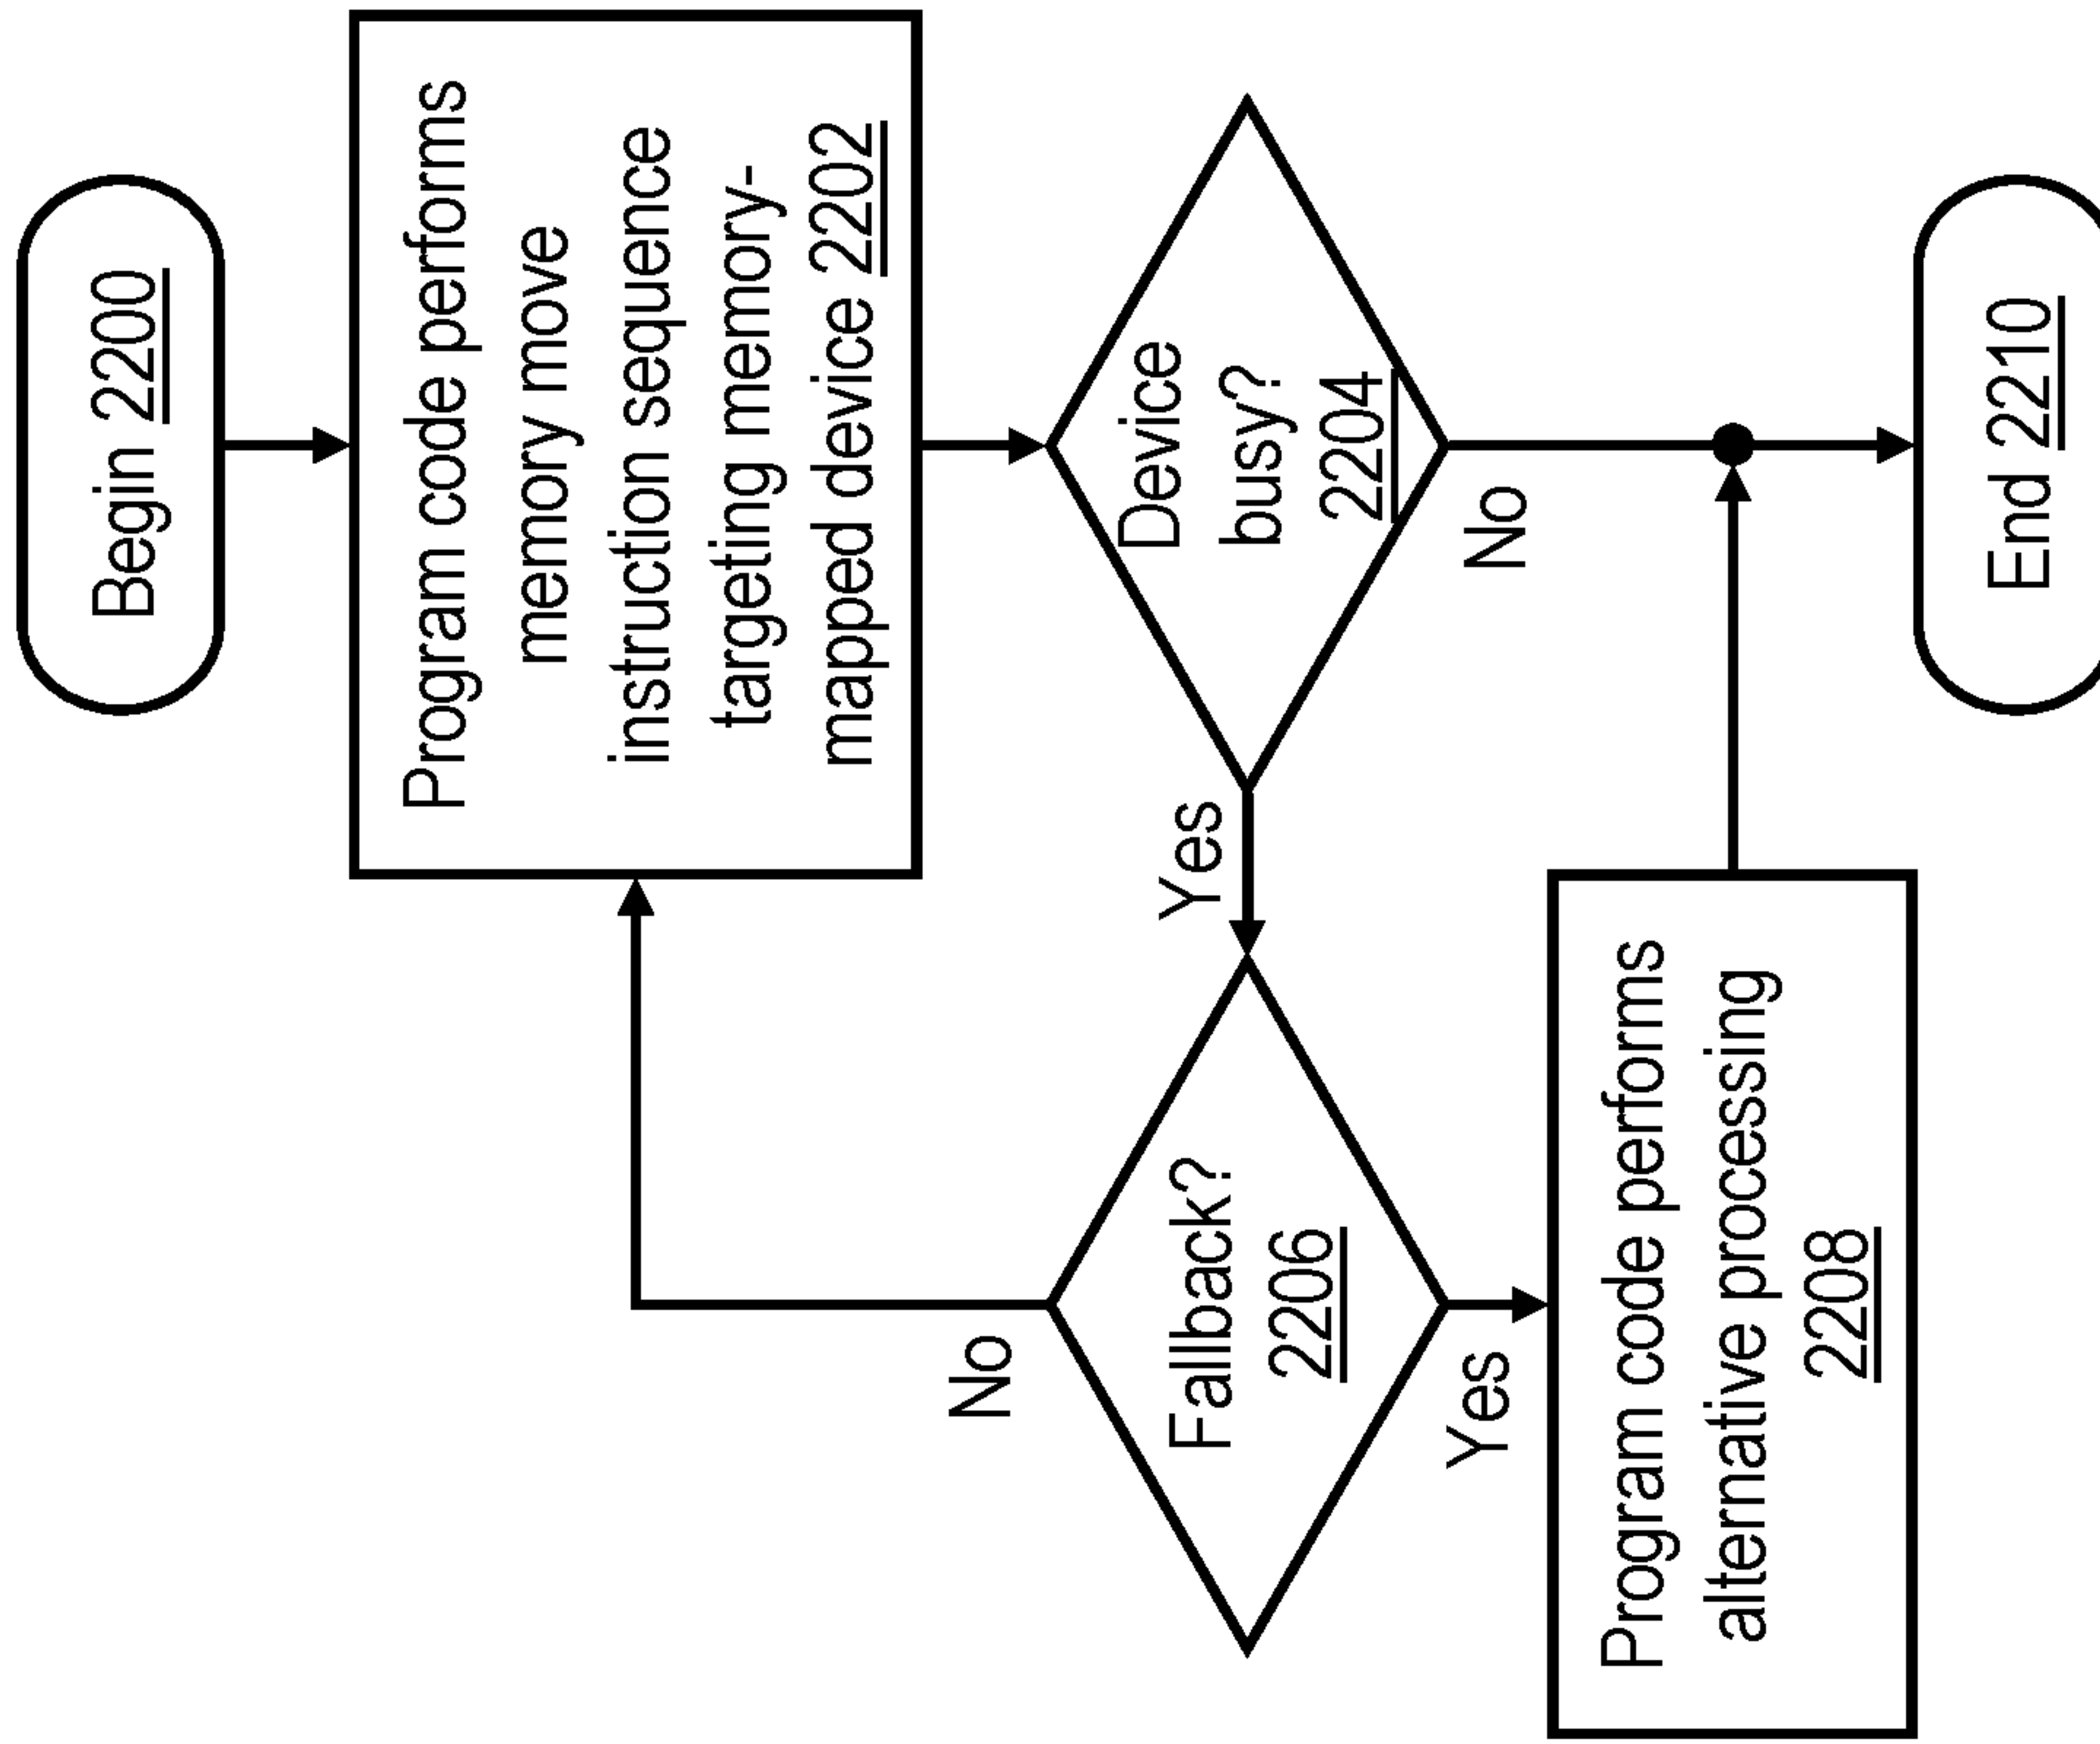 Begin 2200
Program code performs
memory move
instruction sequence
targeting memory-
mapped device 2202
Device
busy?
2204
Yes
No
Fallback?
2206
No
Yes
Program code performs
alternative processing
2208
End 2210